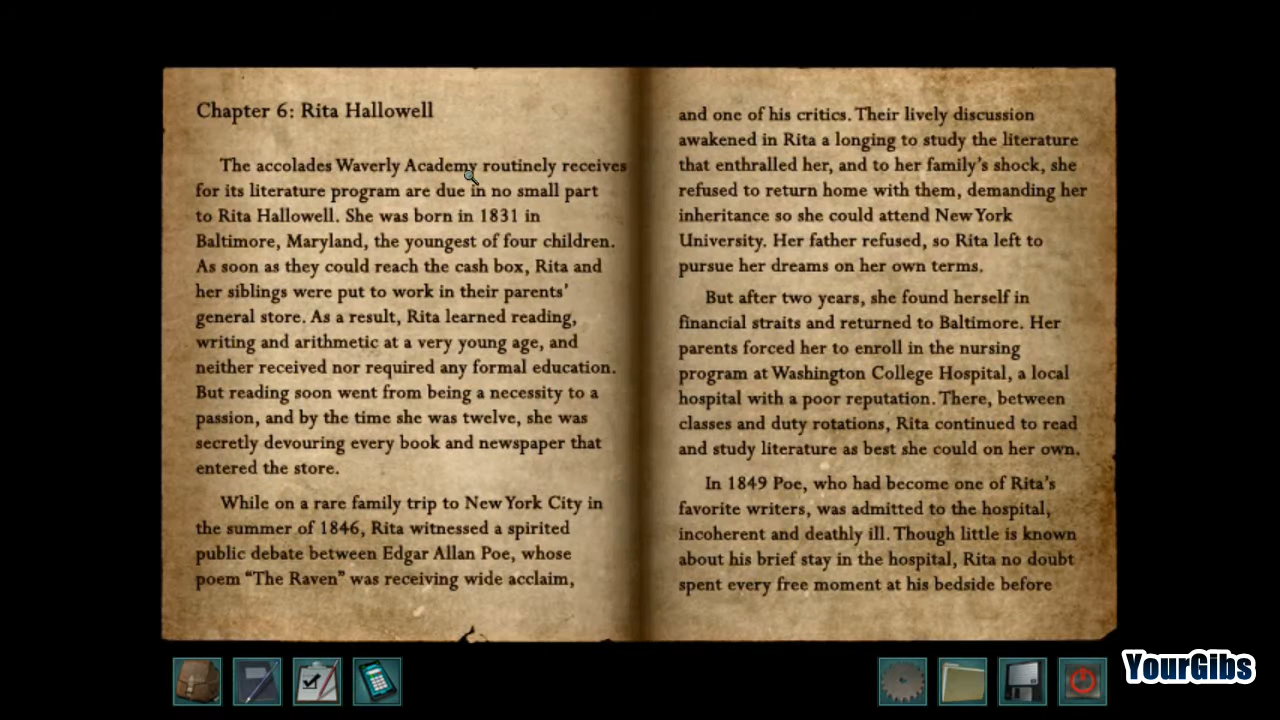 Chapter 6: Rita Hallowell
The accolades Waverly Academy routinely receives
for its literature program are due in no small part
to Rita Hallowell. She was born in 1831 in
Baltimore, Maryland, the youngest of four children.
As soon as they could reach the cash box, Rita and
her siblings were put to work in their parents'
general store. As a result, Rita learned reading,
writing and arithmetic at a very young age, and
neither received nor required any formal education.
But reading soon went from being a necessity to a
passion, and by the time she was twelve, she was
secretly devouring every book and newspaper that
entered the store.
While on a rare family trip to New York City in
the summer of 1846, Rita witnessed a spirited
public debate between Edgar Allan Poe, whose
poem “The Raven” was receiving wide acclaim,
and one of his critics. Their lively discussion
awakened in Rita a longing to study the literature
that enthralled her, and to her family's shock, she
refused to return home with them, demanding her
inheritance so she could attend New York
University. Her father refused, so Rita left to
pursue her dreams on her own terms.
But after two years, she found herself in
financial straits and returned to Baltimore. Her
parents forced her to enroll in the nursing
program at Washington College Hospital, a local
hospital with a poor reputation. There, between
classes and duty rotations, Rita continued to read
and study literature as best she could on her own.
In 1849 Poe, who had become one of Rita's
favorite writers, was admitted to the hospital,
incoherent and deathly ill. Though little is known
about his brief stay in the hospital, Rita no doubt
spent every free moment at his bedside before
YourGibs